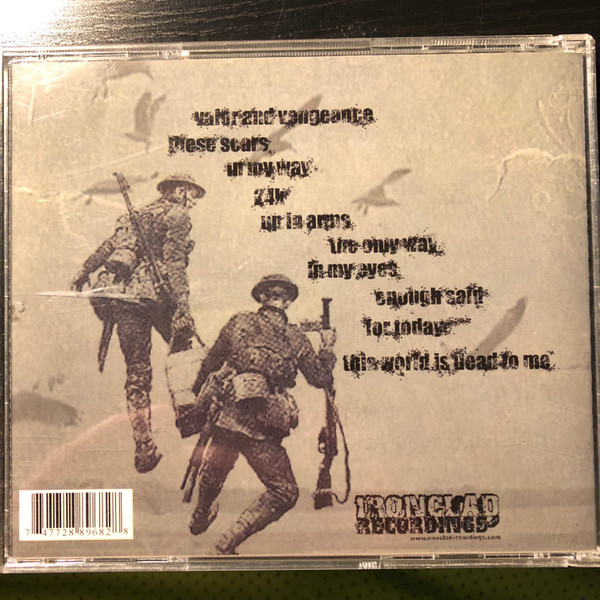 valor and vengeance
these scars
in my way
24k
up in arms
the only way
in my eyes
enough said
for today
this world is dead to me
IRONCLAD
RECORDINGS
www.ironcladrecordings.com
7 47728 89682 8